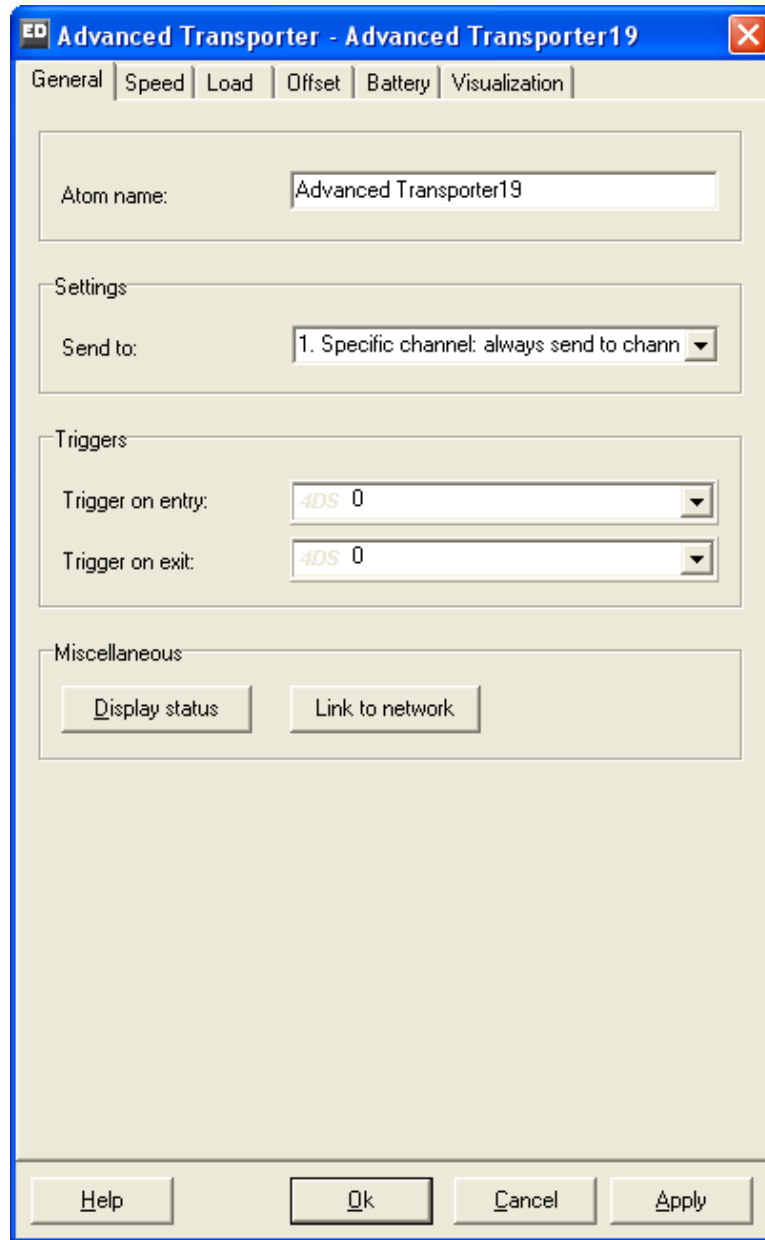 ED Advanced Transporter - Advanced Transporter19
General Speed Load Offset Battery Visualization
Atom name: Advanced Transporter19
Settings
Send to: 1. Specific channel: always send to chann
Triggers
Trigger on entry: 4DS 0
Trigger on exit: 4DS 0
Miscellaneous
Display status Link to network
Help Ok Cancel Apply